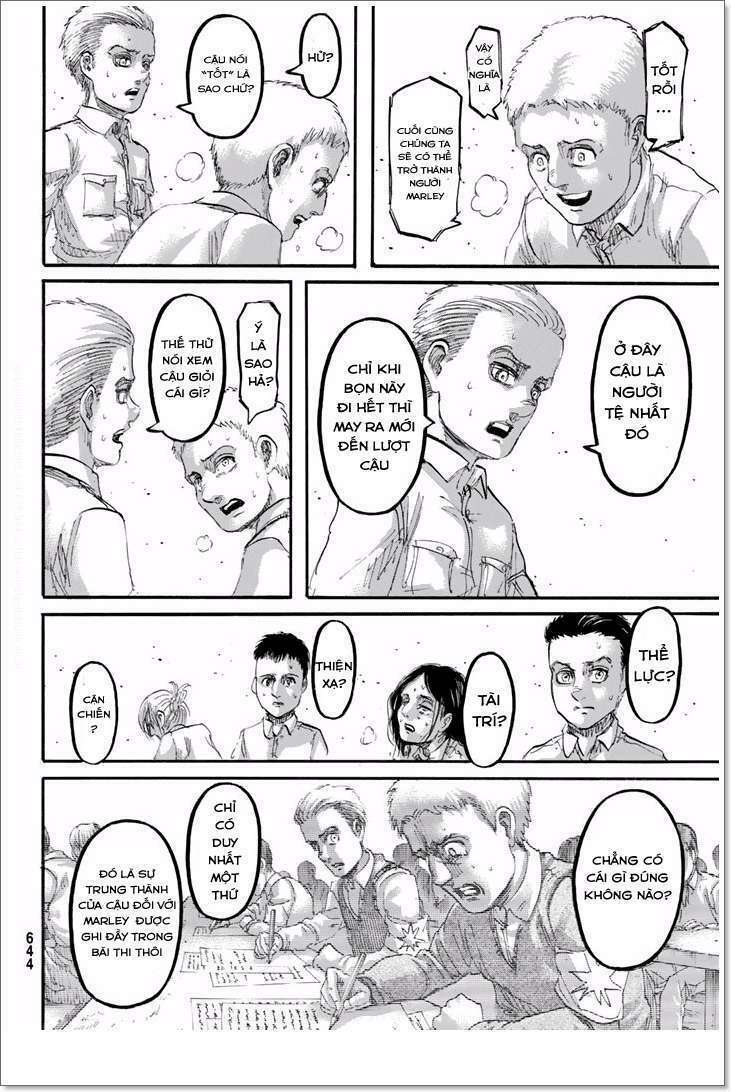 TỐT
RỒI
...
VẬY
CÓ
NGHĨA
LÀ
CUỐI CÙNG
CHÚNG TA
SẼ CÓ THỂ
TRỞ THÀNH
NGƯỜI
MARLEY
HỬ?
CẬU NÓI
"TỐT" LÀ
SAO CHỨ?
Ở ĐÂY
CẬU LÀ
NGƯỜI
TỆ NHẤT
ĐÓ
CHỈ KHI
BỌN NÀY
ĐI HẾT THÌ
MAY RA MỚI
ĐẾN LƯỢT
CẬU
Ý
LÀ
SAO
HẢ?
THẾ THỬ
NÓI XEM
CẬU GIỎI
CÁI GÌ?
THỂ
LỰC?
TÀI
TRÍ?
THIỆN
XẠ?
CẬN
CHIẾN
?
CHẲNG CÓ
CÁI GÌ ĐÚNG
KHÔNG NÀO?
CHỈ
CÓ
DUY
NHẤT
MỘT
THỨ
ĐÓ LÀ SỰ
TRUNG THÀNH
CỦA CẬU ĐỐI VỚI
MARLEY ĐƯỢC
GHI ĐẦY TRONG
BÀI THI THÔI
644